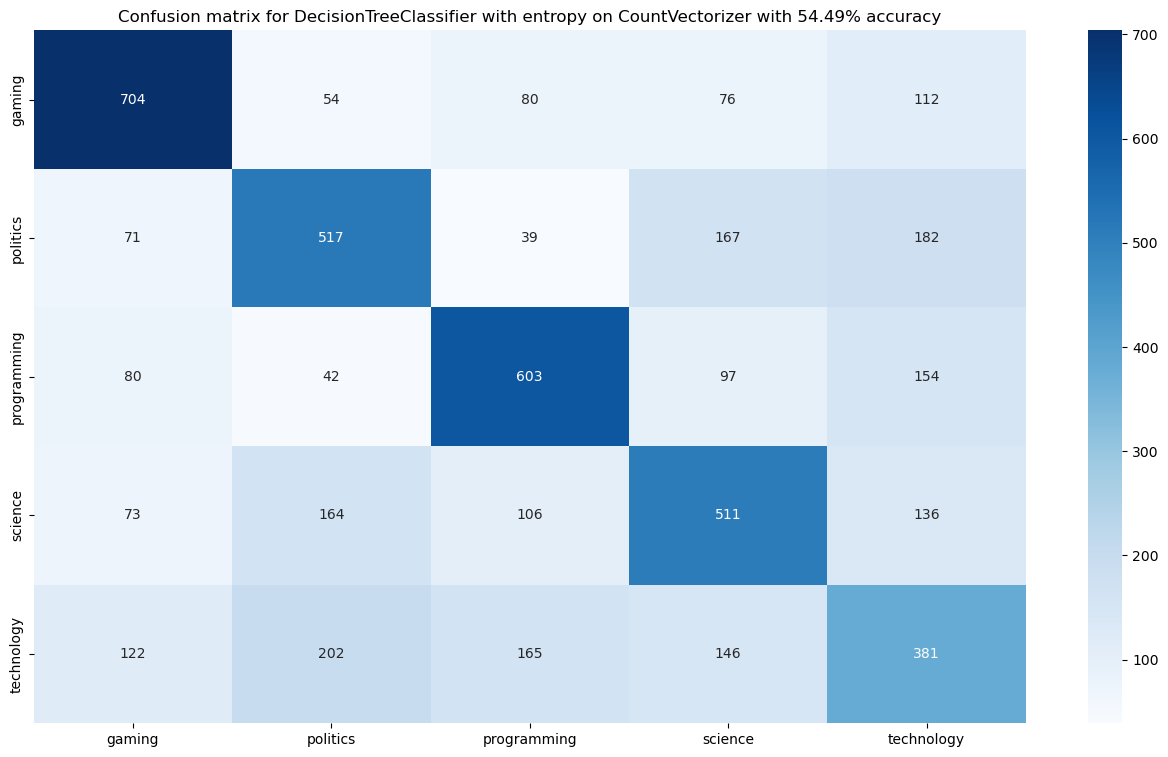 Confusion matrix for DecisionTreeClassifier with entropy on CountVectorizer with 54.49% accuracy
gaming 704 54 80 76 112
politics 71 517 39 167 182
programming 80 42 603 97 154
science 73 164 106 511 136
technology 122 202 165 146 381
gaming politics programming science technology
700
600
500
400
300
200
100